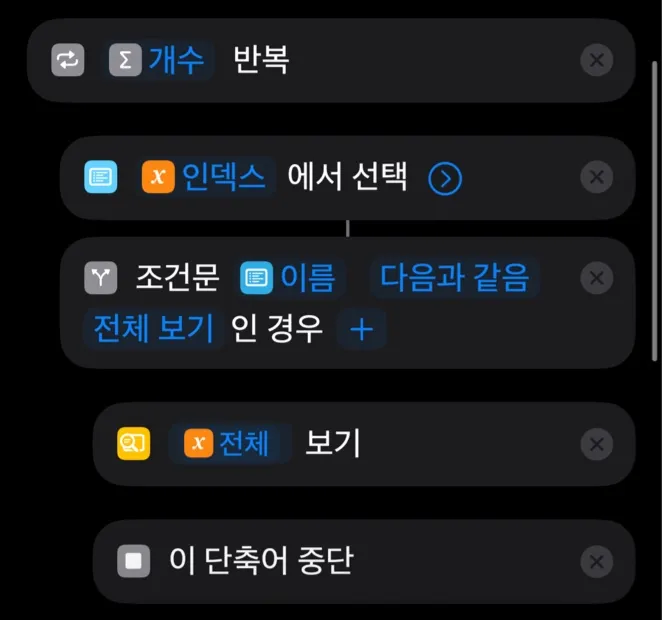 Σ 개수 반복
x 인덱스 에서 선택
조건문 이름 다음과 같음
전체 보기 인 경우 +
x 전체 보기
이 단축어 중단